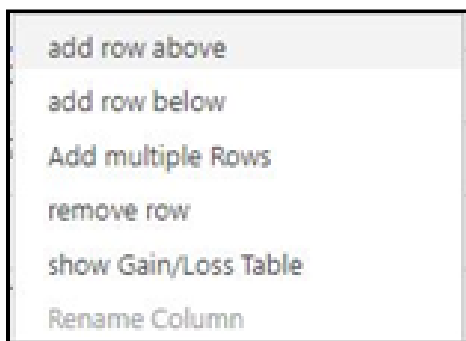 add row above
add row below
Add multiple Rows
remove row
show Gain/Loss Table
Rename Column